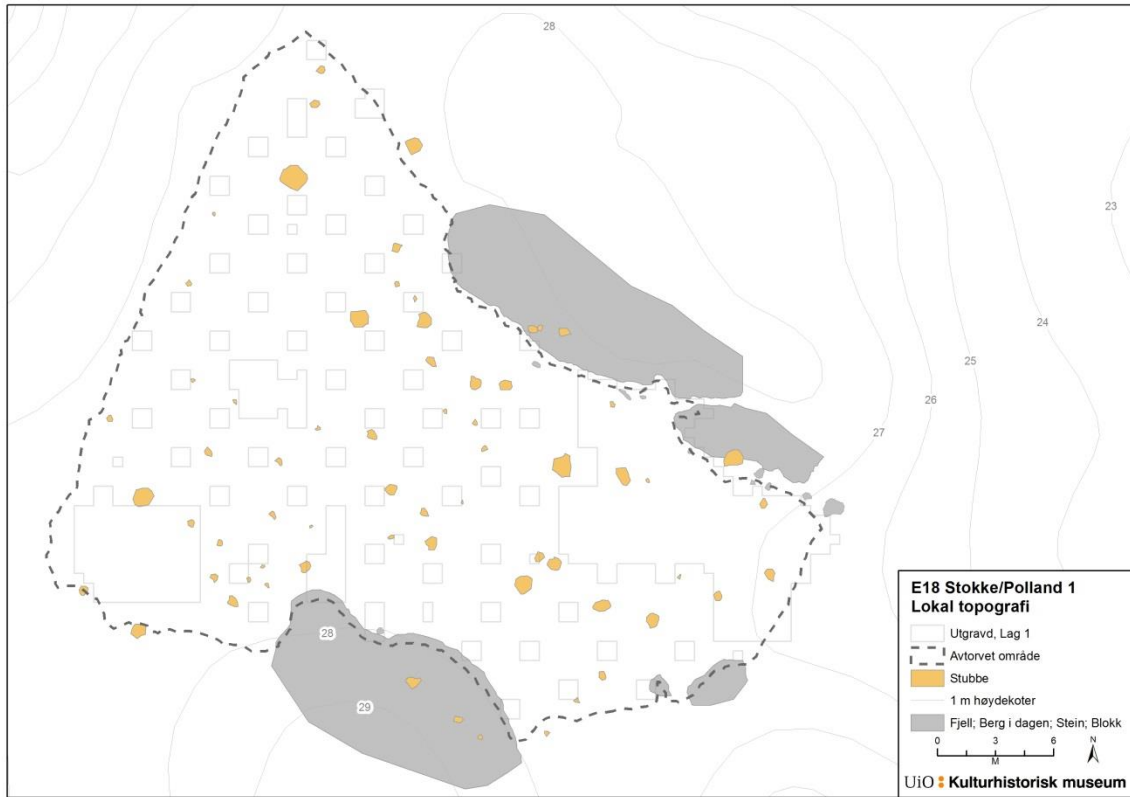 28
23
24
25
26
27
28
29
E18 Stokke/Polland 1
Lokal topografi
Utgravd, Lag 1
Avtorvet område
Stubbe
1 m høydekoter
Fjell; Berg i dagen; Stein; Blokk
0 3 6
M
N
UiO Kulturhistorisk museum